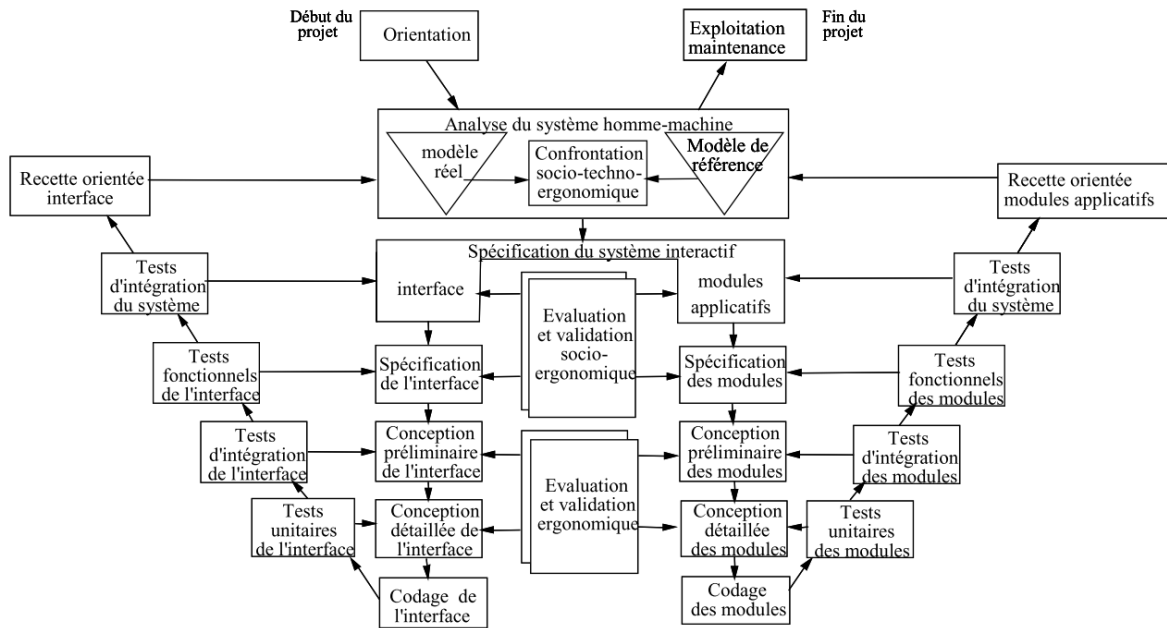 Début du
projet
Orientation
Exploitation
maintenance
Fin du
projet
Analyse du système homme-machine
modèle
réel
Confrontation
socio-techno-
ergonomique
Modèle de
référence
Recette orientée
interface
Recette orientée
modules applicatifs
Spécification du système interactif
interface
modules
applicatifs
Tests
d'intégration
du système
Tests
d'intégration
du système
Evaluation
et validation
socio-
ergonomique
Tests
fonctionnels
de l'interface
Spécification
de l'interface
Spécification
des modules
Tests
fonctionnels
des modules
Tests
d'intégration
de l'interface
Conception
préliminaire
de l'interface
Conception
préliminaire
des modules
Tests
d'intégration
des modules
Evaluation
et validation
ergonomique
Tests
unitaires
de l'interface
Conception
détaillée
de l'interface
Conception
détaillée
des modules
Tests
unitaires
des modules
Codage de
l'interface
Codage
des modules